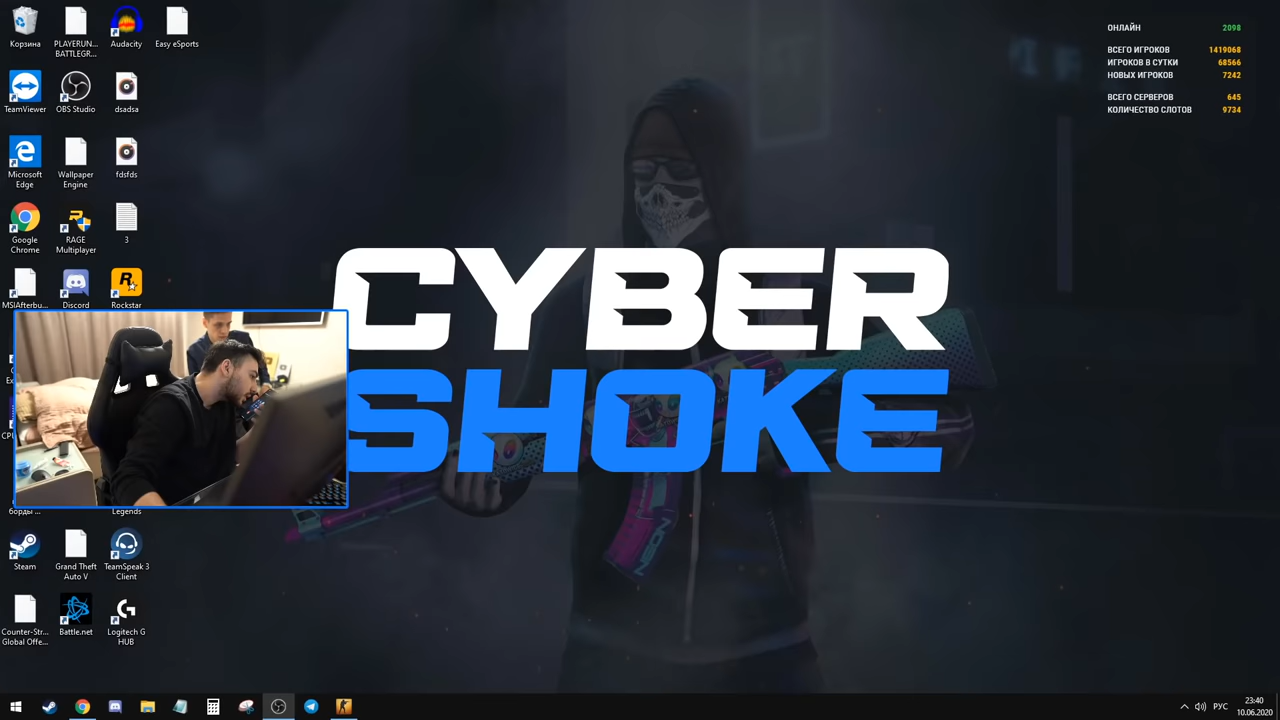 Корзина
PLAYERUN...
BATTLEGR...
Audacity
Easy eSports
TeamViewer
OBS Studio
dsadsa
Microsoft
Edge
Wallpaper
Engine
fdsfds
Google
Chrome
RAGE
Multiplayer
3
MSIAfterbu...
Discord
Rockstar
борды ...
Legends
Steam
Grand Theft
Auto V
TeamSpeak 3
Client
Counter-Str...
Global Offe...
Battle.net
Logitech G
HUB
CYBER
SHOKE
ОНЛАЙН 2098
ВСЕГО ИГРОКОВ 1419068
ИГРОКОВ В СУТКИ 68566
НОВЫХ ИГРОКОВ 7242
ВСЕГО СЕРВЕРОВ 645
КОЛИЧЕСТВО СЛОТОВ 9734
РУС
23:40
10.06.2020